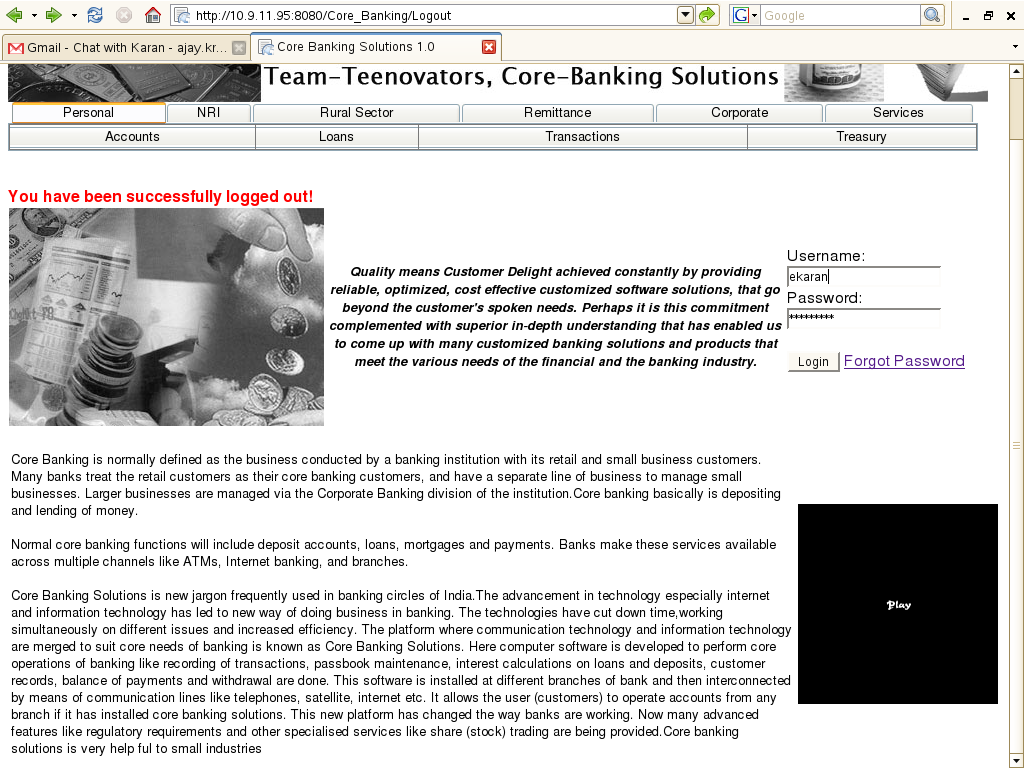 http://10.9.11.95:8080/Core_Banking/Logout
G Google
Gmail - Chat with Karan - ajay.kr...
Core Banking Solutions 1.0
Team-Teenovators, Core-Banking Solutions
Personal NRI Rural Sector Remittance Corporate Services
Accounts Loans Transactions Treasury
You have been successfully logged out!
Quality means Customer Delight achieved constantly by providing
reliable, optimized, cost effective customized software solutions, that go
beyond the customer's spoken needs. Perhaps it is this commitment
complemented with superior in-depth understanding that has enabled us
to come up with many customized banking solutions and products that
meet the various needs of the financial and the banking industry.
Username:
ekaran
Password:
*********
Login Forgot Password
Core Banking is normally defined as the business conducted by a banking institution with its retail and small business customers.
Many banks treat the retail customers as their core banking customers, and have a separate line of business to manage small
businesses. Larger businesses are managed via the Corporate Banking division of the institution.Core banking basically is depositing
and lending of money.
Normal core banking functions will include deposit accounts, loans, mortgages and payments. Banks make these services available
across multiple channels like ATMs, Internet banking, and branches.
Core Banking Solutions is new jargon frequently used in banking circles of India.The advancement in technology especially internet
and information technology has led to new way of doing business in banking. The technologies have cut down time,working
simultaneously on different issues and increased efficiency. The platform where communication technology and information technology
are merged to suit core needs of banking is known as Core Banking Solutions. Here computer software is developed to perform core
operations of banking like recording of transactions, passbook maintenance, interest calculations on loans and deposits, customer
records, balance of payments and withdrawal are done. This software is installed at different branches of bank and then interconnected
by means of communication lines like telephones, satellite, internet etc. It allows the user (customers) to operate accounts from any
branch if it has installed core banking solutions. This new platform has changed the way banks are working. Now many advanced
features like regulatory requirements and other specialised services like share (stock) trading are being provided.Core banking
solutions is very help ful to small industries
Play